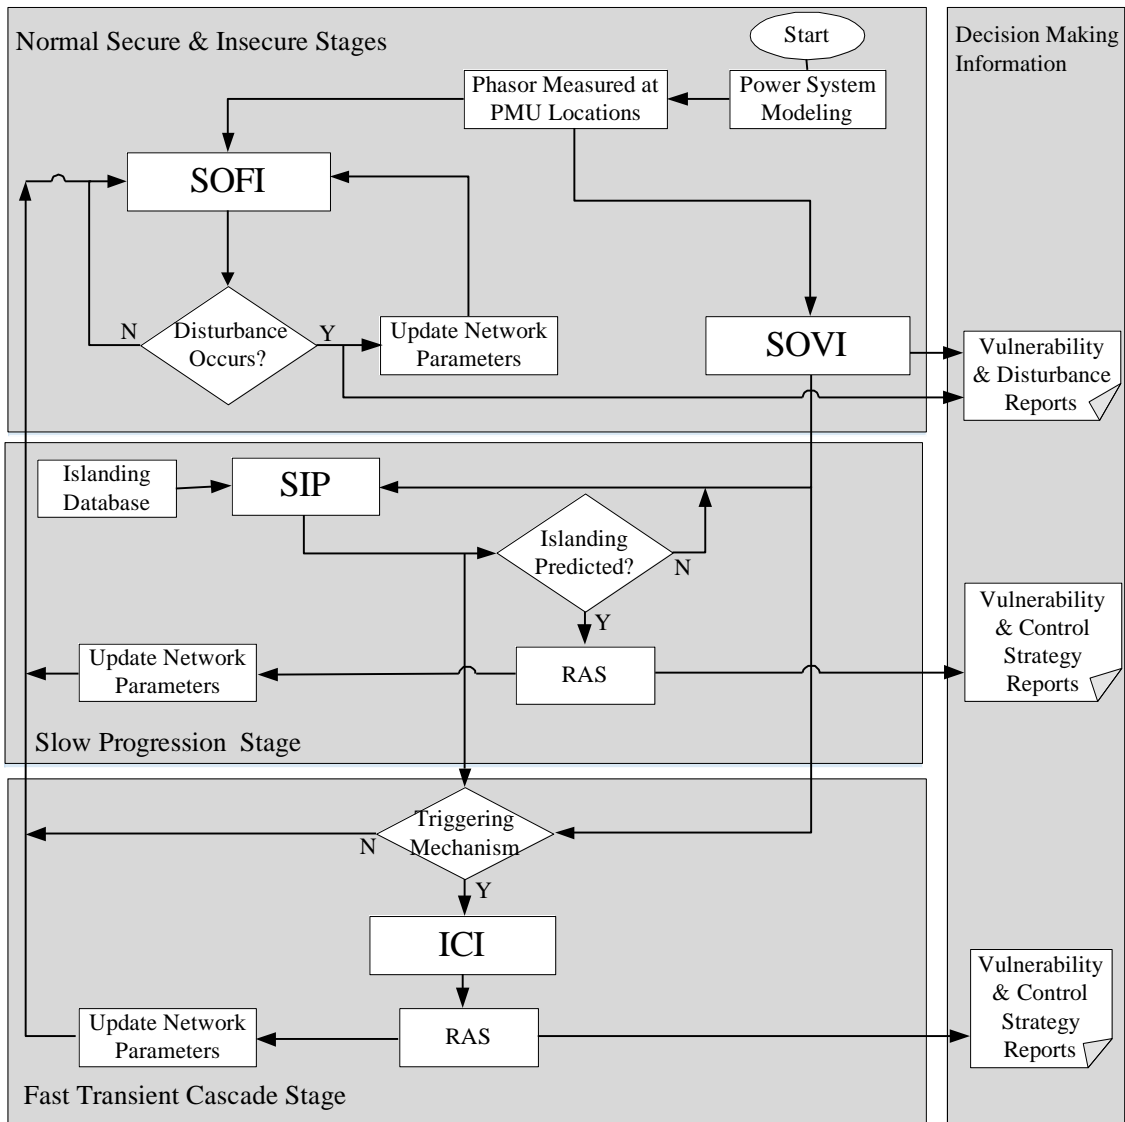 Normal Secure & Insecure Stages
Start
Decision Making
Information
Phasor Measured at
PMU Locations
Power System
Modeling
SOFI
N
Disturbance
Occurs?
Y
Update Network
Parameters
SOVI
Vulnerability
& Disturbance
Reports
Islanding
Database
SIP
Islanding
Predicted?
N
Y
Update Network
Parameters
RAS
Vulnerability
& Control
Strategy
Reports
Slow Progression Stage
Triggering
Mechanism
N
Y
ICI
Update Network
Parameters
RAS
Vulnerability
& Control
Strategy
Reports
Fast Transient Cascade Stage